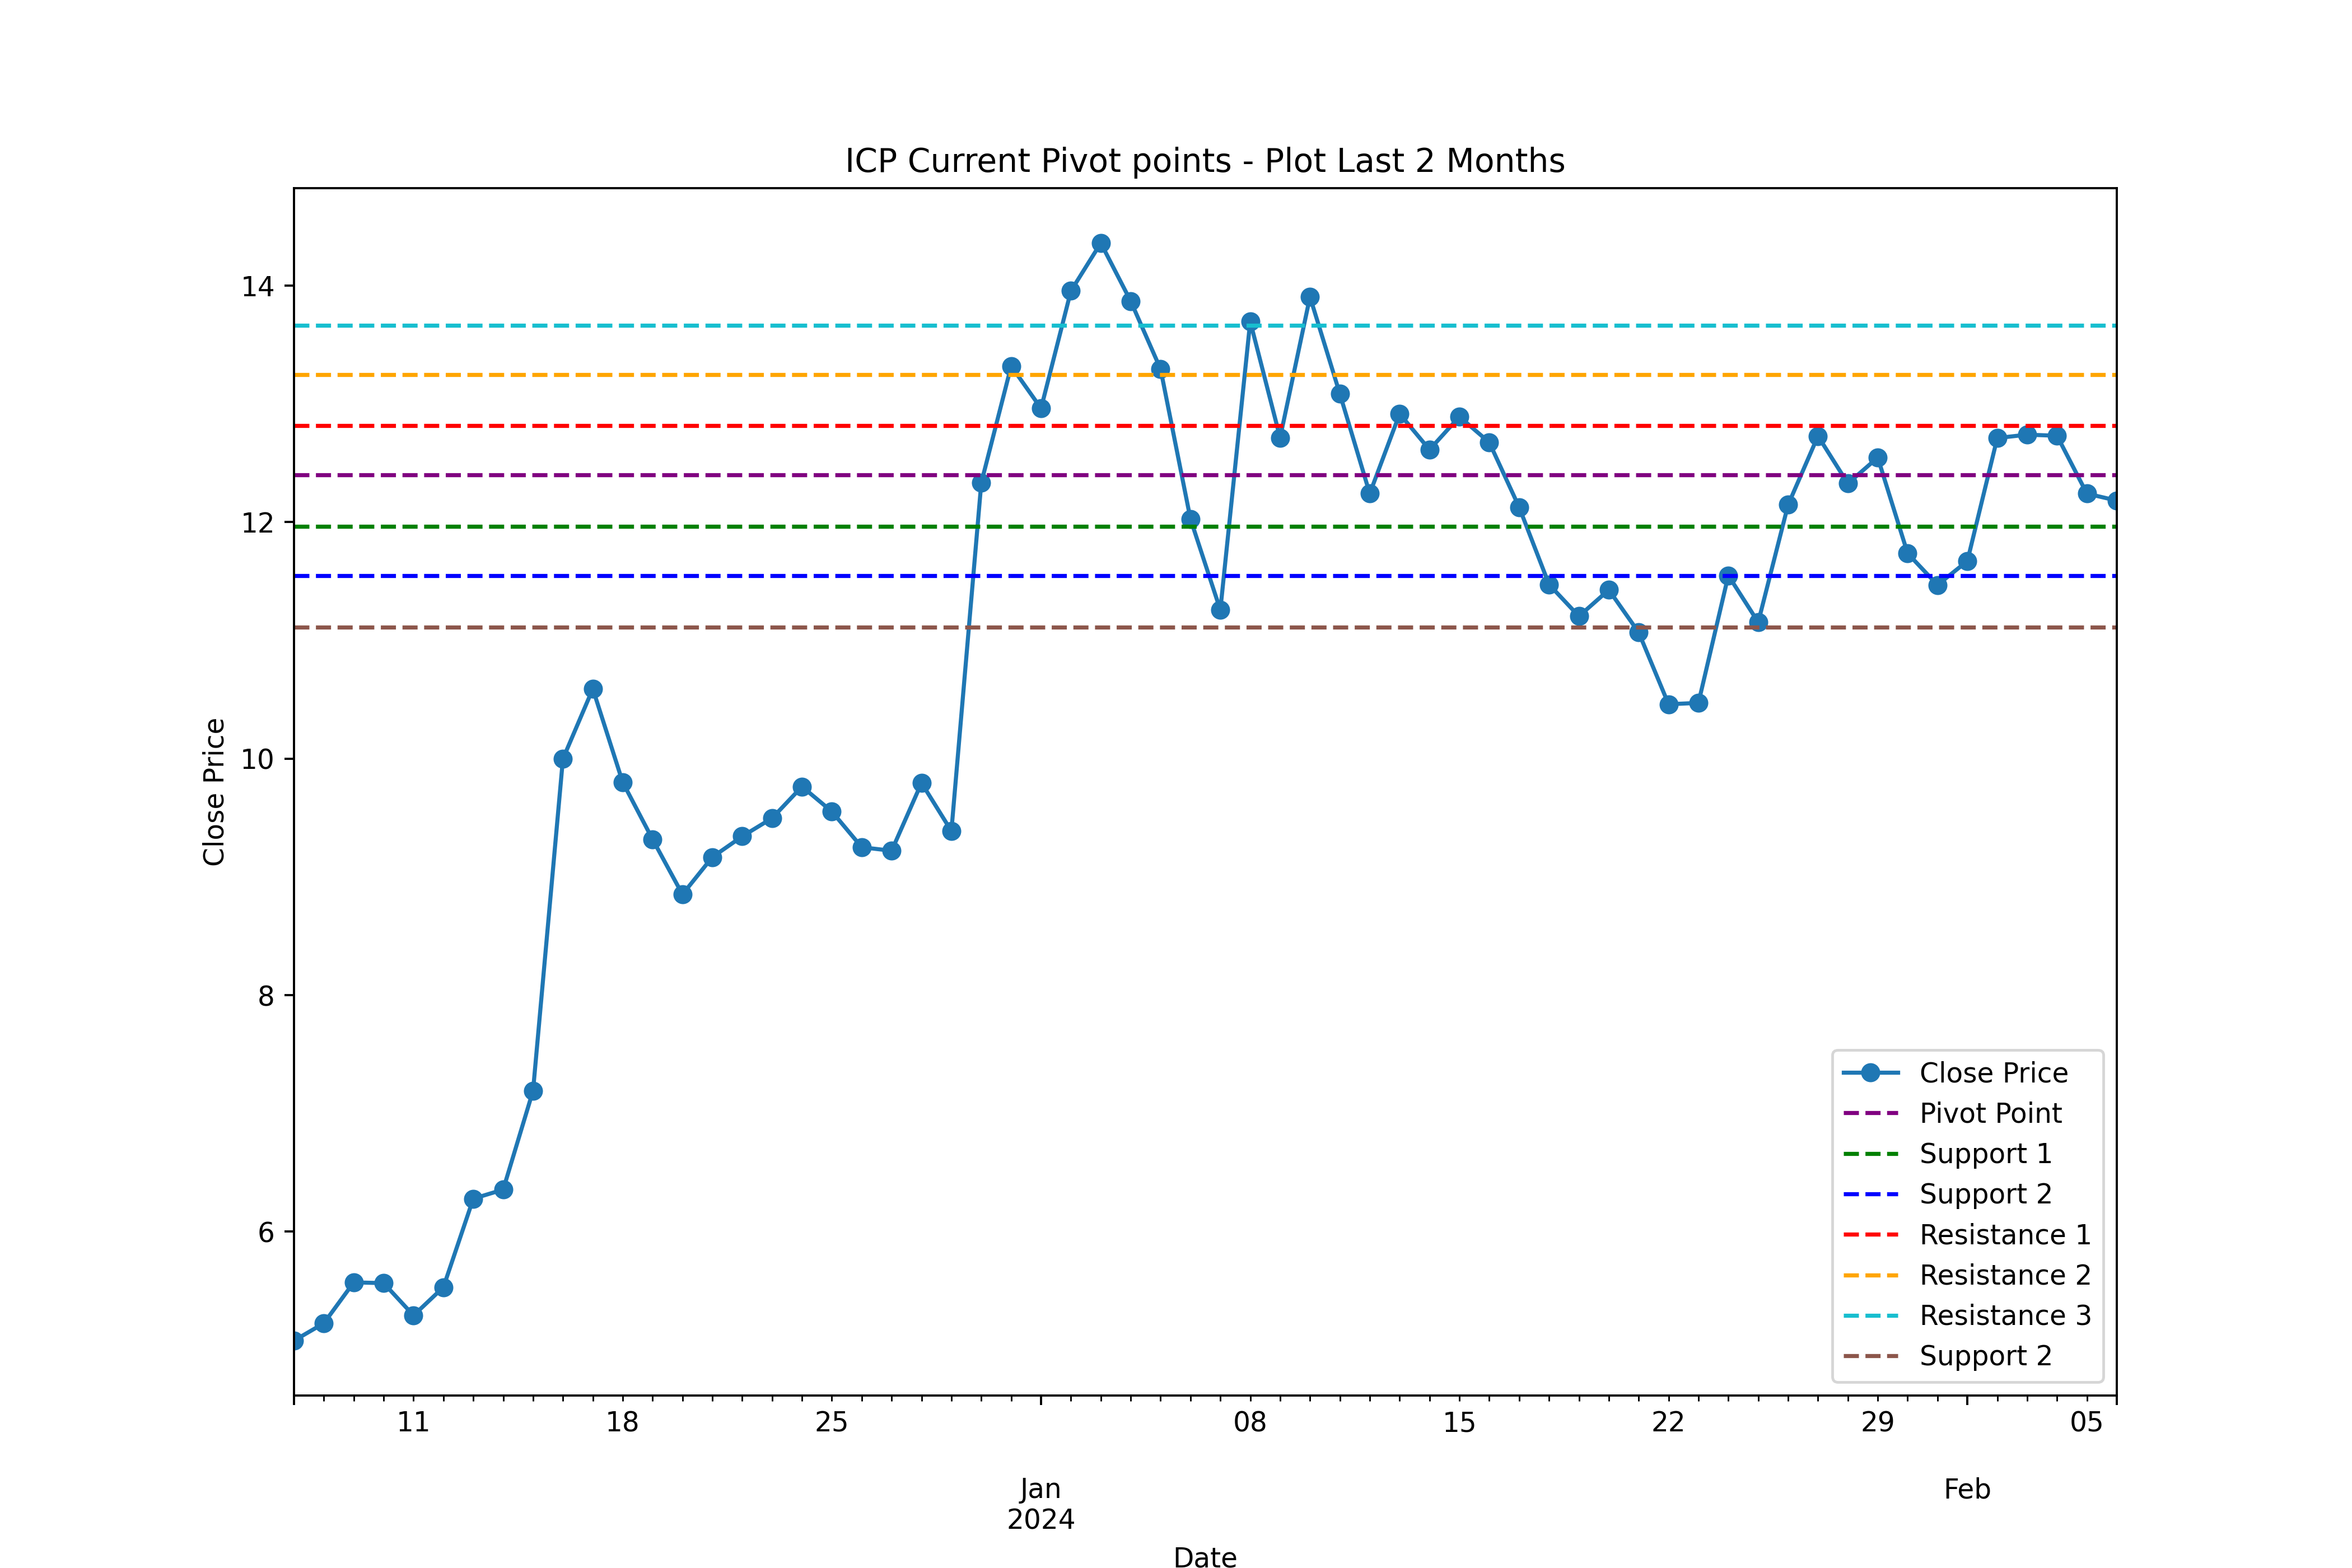 ICP Current Pivot points - Plot Last 2 Months
14
12
10
8
6
Close Price
Close Price
Pivot Point
Support 1
Support 2
Resistance 1
Resistance 2
Resistance 3
Support 2
11 18 25 08 15 22 29 05
Jan Feb
2024
Date